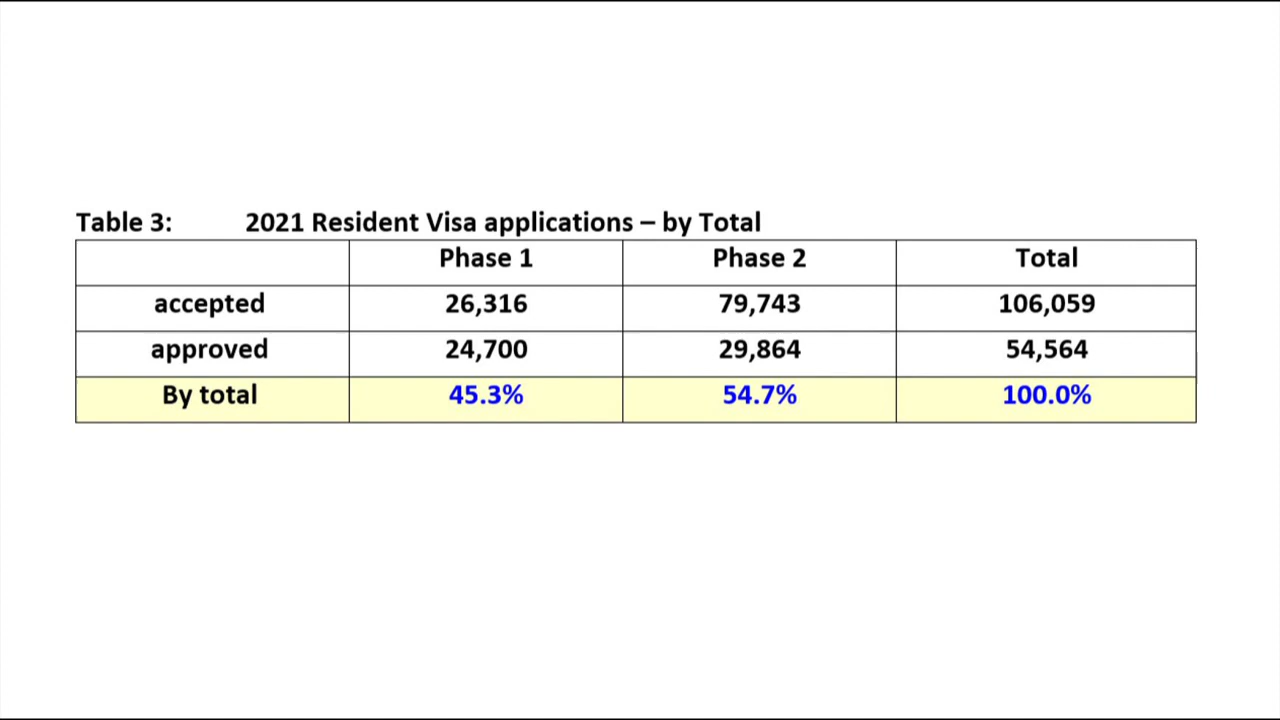 Table 3: 2021 Resident Visa applications – by Total
Phase 1 Phase 2 Total
accepted 26,316 79,743 106,059
approved 24,700 29,864 54,564
By total 45.3% 54.7% 100.0%